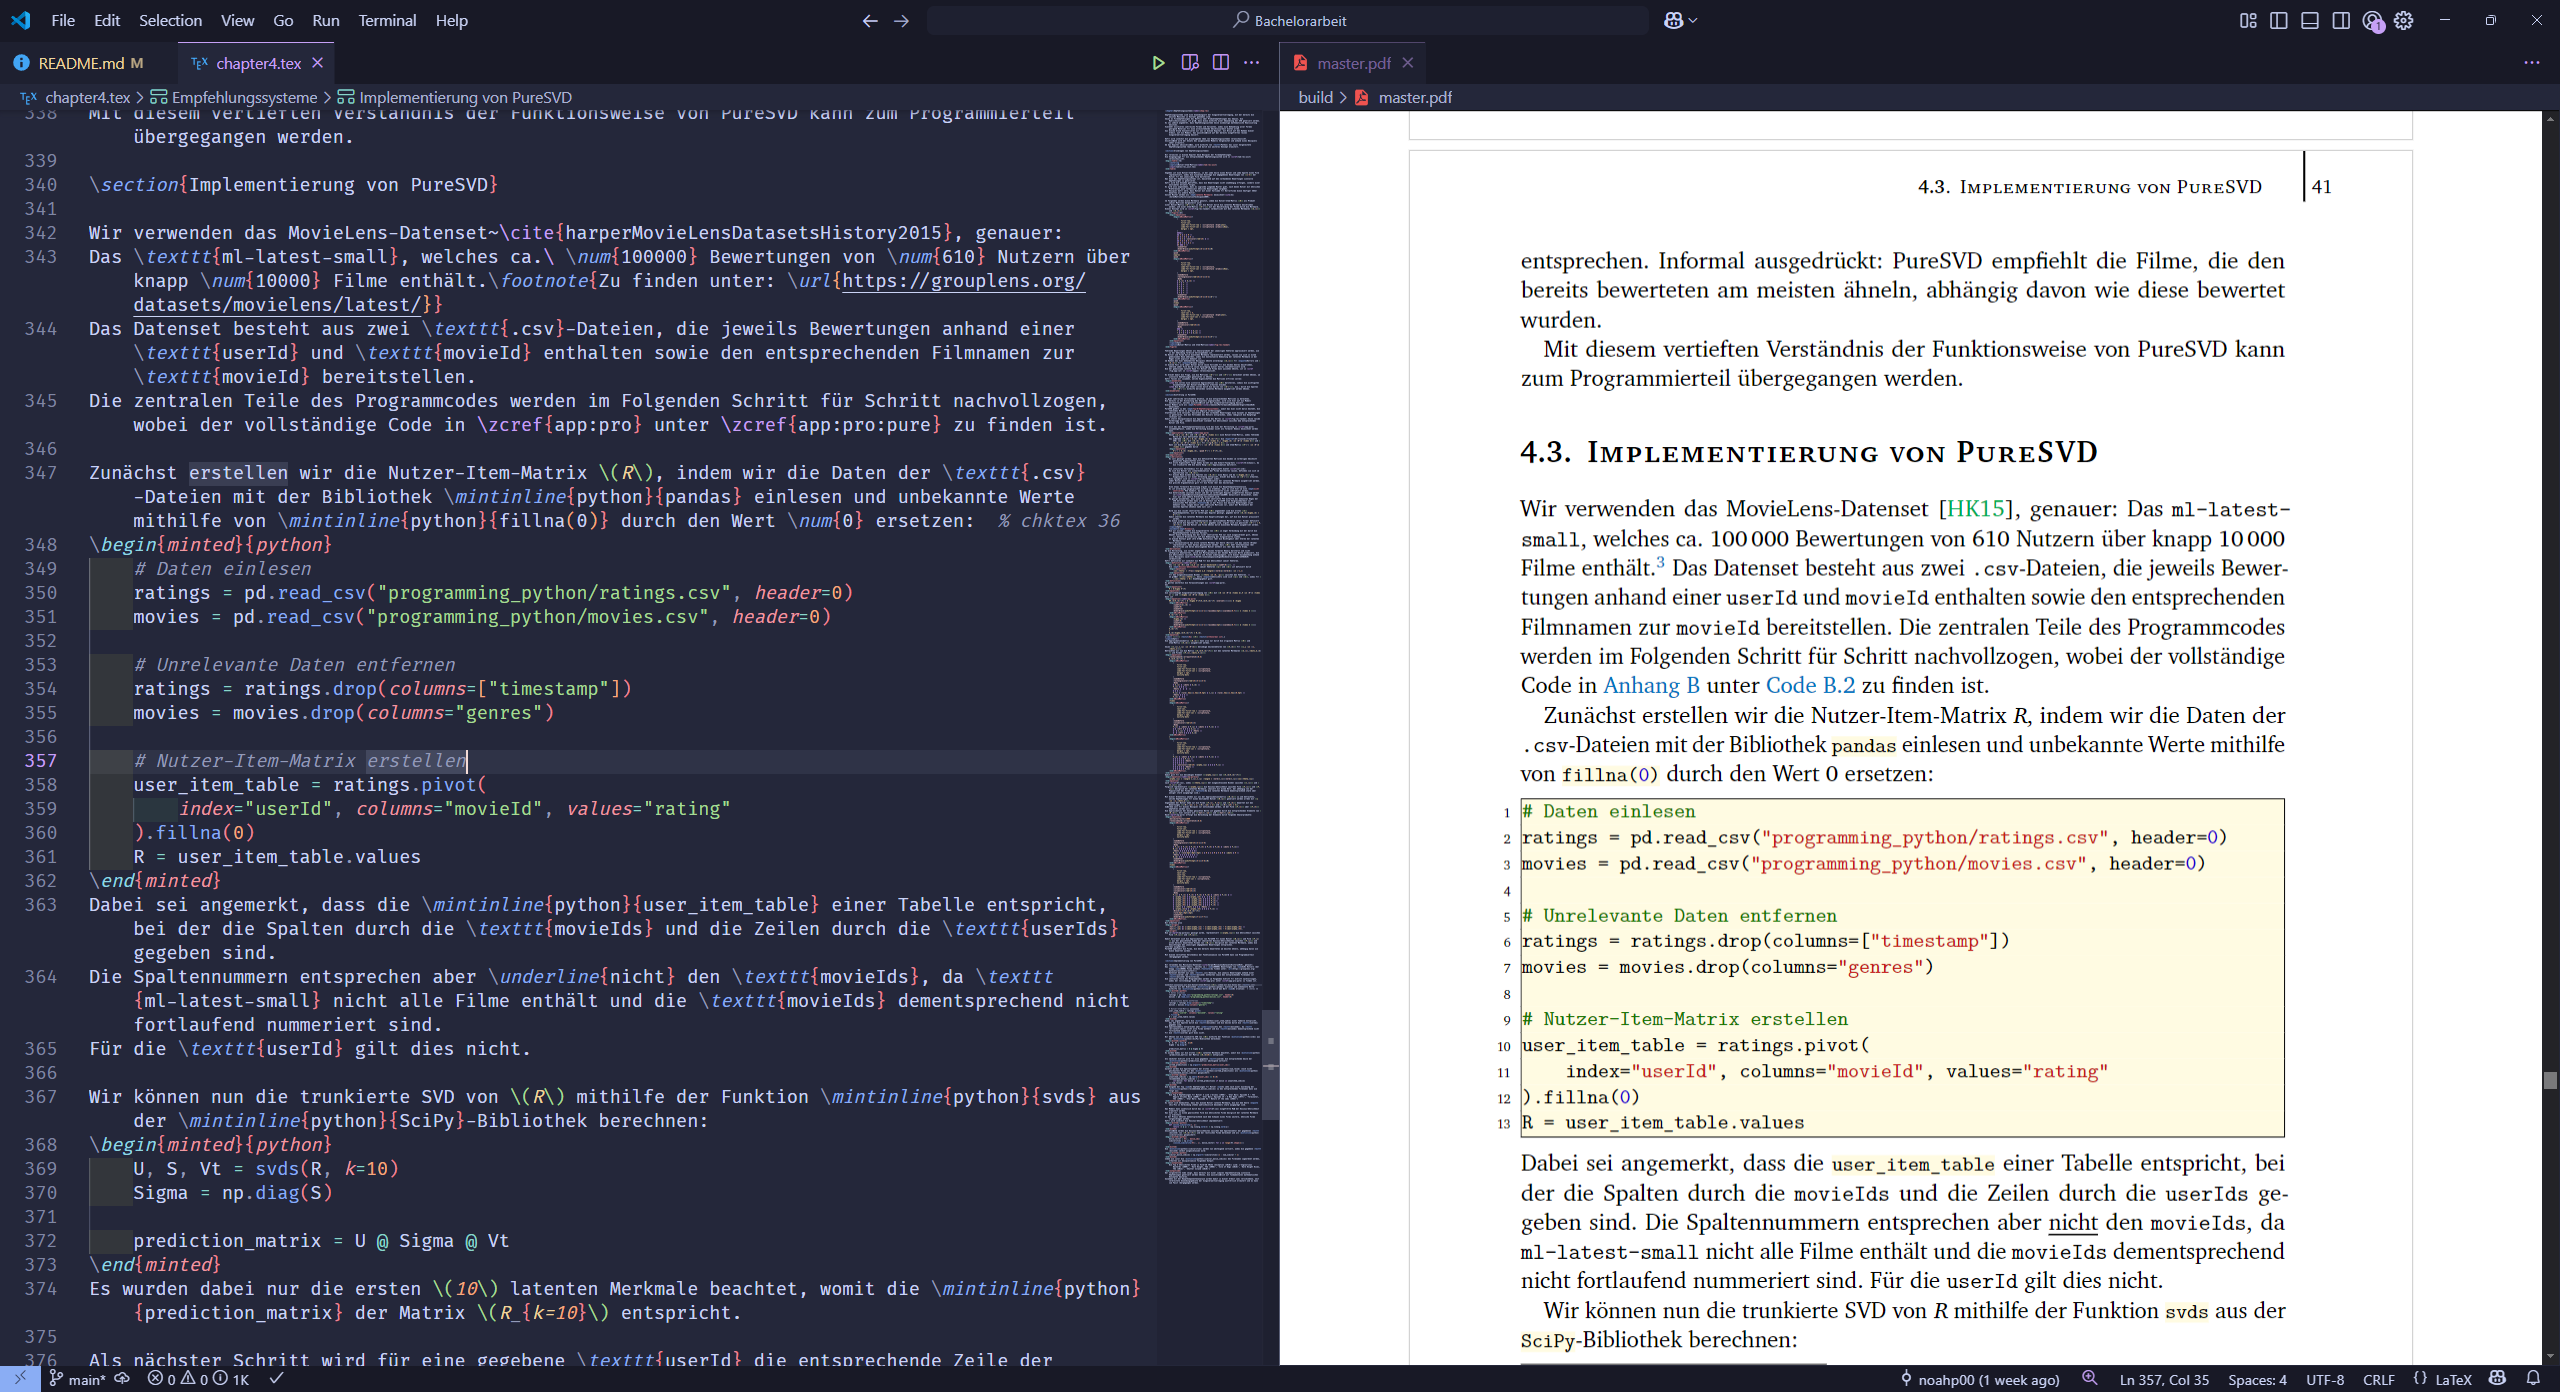 File Edit Selection View Go Run Terminal Help
Bachelorarbeit
README.md M
chapter4.tex
chapter4.tex > Empfehlungssysteme > Implementierung von PureSVD
338 Mit diesem vertieften Verständnis der Funktionsweise von PureSVD kann zum Programmierteil
übergegangen werden.
339
340 \section{Implementierung von PureSVD}
341
342 Wir verwenden das MovieLens-Datenset~\cite{harperMovieLensDatasetsHistory2015}, genauer:
343 Das \texttt{ml-latest-small}, welches ca.\ \num{100000} Bewertungen von \num{610} Nutzern über
knapp \num{10000} Filme enthält.\footnote{Zu finden unter: \url{https://grouplens.org/
datasets/movielens/latest/}}
344 Das Datenset besteht aus zwei \texttt{.csv}-Dateien, die jeweils Bewertungen anhand einer
\texttt{userId} und \texttt{movieId} enthalten sowie den entsprechenden Filmnamen zur
\texttt{movieId} bereitstellen.
345 Die zentralen Teile des Programmcodes werden im Folgenden Schritt für Schritt nachvollzogen,
wobei der vollständige Code in \zcref{app:pro} unter \zcref{app:pro:pure} zu finden ist.
346
347 Zunächst erstellen wir die Nutzer-Item-Matrix \(R\), indem wir die Daten der \texttt{.csv}
-Dateien mit der Bibliothek \mintinline{python}{pandas} einlesen und unbekannte Werte
mithilfe von \mintinline{python}{fillna(0)} durch den Wert \num{0} ersetzen:  % chktex 36
348 \begin{minted}{python}
349 # Daten einlesen
350 ratings = pd.read_csv("programming_python/ratings.csv", header=0)
351 movies = pd.read_csv("programming_python/movies.csv", header=0)
352
353 # Unrelevante Daten entfernen
354 ratings = ratings.drop(columns=["timestamp"])
355 movies = movies.drop(columns="genres")
356
357 # Nutzer-Item-Matrix erstellen
358 user_item_table = ratings.pivot(
359 index="userId", columns="movieId", values="rating"
360 ).fillna(0)
361 R = user_item_table.values
362 \end{minted}
363 Dabei sei angemerkt, dass die \mintinline{python}{user_item_table} einer Tabelle entspricht,
bei der die Spalten durch die \texttt{movieIds} und die Zeilen durch die \texttt{userIds}
gegeben sind.
364 Die Spaltennummern entsprechen aber \underline{nicht} den \texttt{movieIds}, da \texttt
{ml-latest-small} nicht alle Filme enthält und die \texttt{movieIds} dementsprechend nicht
fortlaufend nummeriert sind.
365 Für die \texttt{userId} gilt dies nicht.
366
367 Wir können nun die trunkierte SVD von \(R\) mithilfe der Funktion \mintinline{python}{svds} aus
der \mintinline{python}{SciPy}-Bibliothek berechnen:
368 \begin{minted}{python}
369 U, S, Vt = svds(R, k=10)
370 Sigma = np.diag(S)
371
372 prediction_matrix = U @ Sigma @ Vt
373 \end{minted}
374 Es wurden dabei nur die ersten \(10\) latenten Merkmale beachtet, womit die \mintinline{python}
{prediction_matrix} der Matrix \(R_{k=10}\) entspricht.
375
376 Als nächster Schritt wird für eine gegebene \texttt{userId} die entsprechende Zeile der
master.pdf
build > master.pdf
4.3. Implementierung von PureSVD 41
entsprechen. Informal ausgedrückt: PureSVD empfiehlt die Filme, die den
bereits bewerteten am meisten ähneln, abhängig davon wie diese bewertet
wurden.
Mit diesem vertieften Verständnis der Funktionsweise von PureSVD kann
zum Programmierteil übergegangen werden.
4.3. Implementierung von PureSVD
Wir verwenden das MovieLens-Datenset [HK15], genauer: Das ml-latest-
small, welches ca. 100 000 Bewertungen von 610 Nutzern über knapp 10 000
Filme enthält.3 Das Datenset besteht aus zwei .csv-Dateien, die jeweils Bewer-
tungen anhand einer userId und movieId enthalten sowie den entsprechenden
Filmnamen zur movieId bereitstellen. Die zentralen Teile des Programmcodes
werden im Folgenden Schritt für Schritt nachvollzogen, wobei der vollständige
Code in Anhang B unter Code B.2 zu finden ist.
Zunächst erstellen wir die Nutzer-Item-Matrix R, indem wir die Daten der
.csv-Dateien mit der Bibliothek pandas einlesen und unbekannte Werte mithilfe
von fillna(0) durch den Wert 0 ersetzen:
1 # Daten einlesen
2 ratings = pd.read_csv("programming_python/ratings.csv", header=0)
3 movies = pd.read_csv("programming_python/movies.csv", header=0)
4
5 # Unrelevante Daten entfernen
6 ratings = ratings.drop(columns=["timestamp"])
7 movies = movies.drop(columns="genres")
8
9 # Nutzer-Item-Matrix erstellen
10 user_item_table = ratings.pivot(
11 index="userId", columns="movieId", values="rating"
12 ).fillna(0)
13 R = user_item_table.values
Dabei sei angemerkt, dass die user_item_table einer Tabelle entspricht, bei
der die Spalten durch die movieIds und die Zeilen durch die userIds ge-
geben sind. Die Spaltennummern entsprechen aber nicht den movieIds, da
ml-latest-small nicht alle Filme enthält und die movieIds dementsprechend
nicht fortlaufend nummeriert sind. Für die userId gilt dies nicht.
Wir können nun die trunkierte SVD von R mithilfe der Funktion svds aus der
SciPy-Bibliothek berechnen:
main* 0 0 1K
noahp00 (1 week ago) Ln 357, Col 35 Spaces: 4 UTF-8 CRLF {} LaTeX